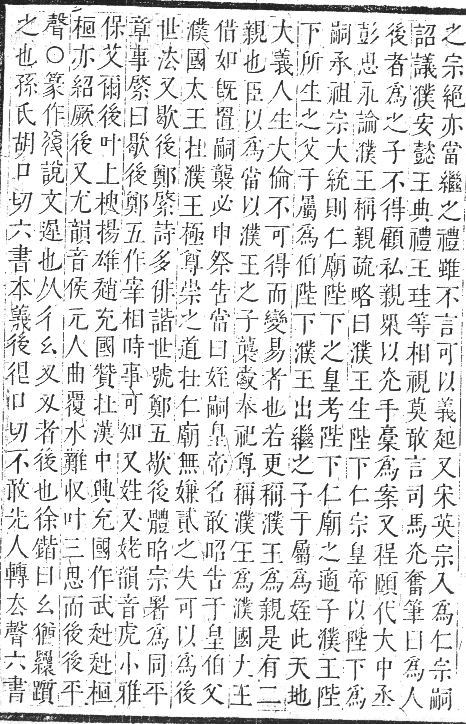 之宗絕亦當繼之禮雖不言可以義起又宋英宗入爲仁宗嗣
詔議濮安懿王典禮王珪等相視莫敢言司馬光奮筆曰爲人
後者爲之子不得顧私親衆以光手稾爲案又程頤代大中丞
彭思永論濮王稱親疏略曰濮王生陛下仁宗皇帝以陛下爲
嗣承祖宗大統則仁廟陛下之皇考陛下仁廟之適子濮王陛
下所生之父于屬爲伯陛下濮王出繼之子于屬爲姪此天地
大義人生大倫不可得而變易者也若更稱濮王爲親是有二
親也臣以爲當以濮王之子襲爵奉祀尊稱濮王爲濮國大王
借如旣置嗣襲必申祭告當曰姪嗣皇帝名敢昭告于皇伯父
濮國太王在濮王極尊崇之道在仁廟無嫌貳之失可以爲後
世法又歇後鄭綮詩多俳諧世號鄭五歇後體昭宗署爲同平
章事綮曰歇後鄭五作宰相時事可知又姓又姥韻音虎小雅
保艾爾後叶上楰楊雄趙充國贊在漢中興充國作武赳赳桓
桓亦紹厥後又尤韻音侯元人曲覆水難收叶三思而後後平
聲○篆作後說文遲也从彳幺夊夊者後也徐鍇曰幺猶䍁躓
之也孫氏胡口切六書本義後很口切不敢先人轉去聲六書